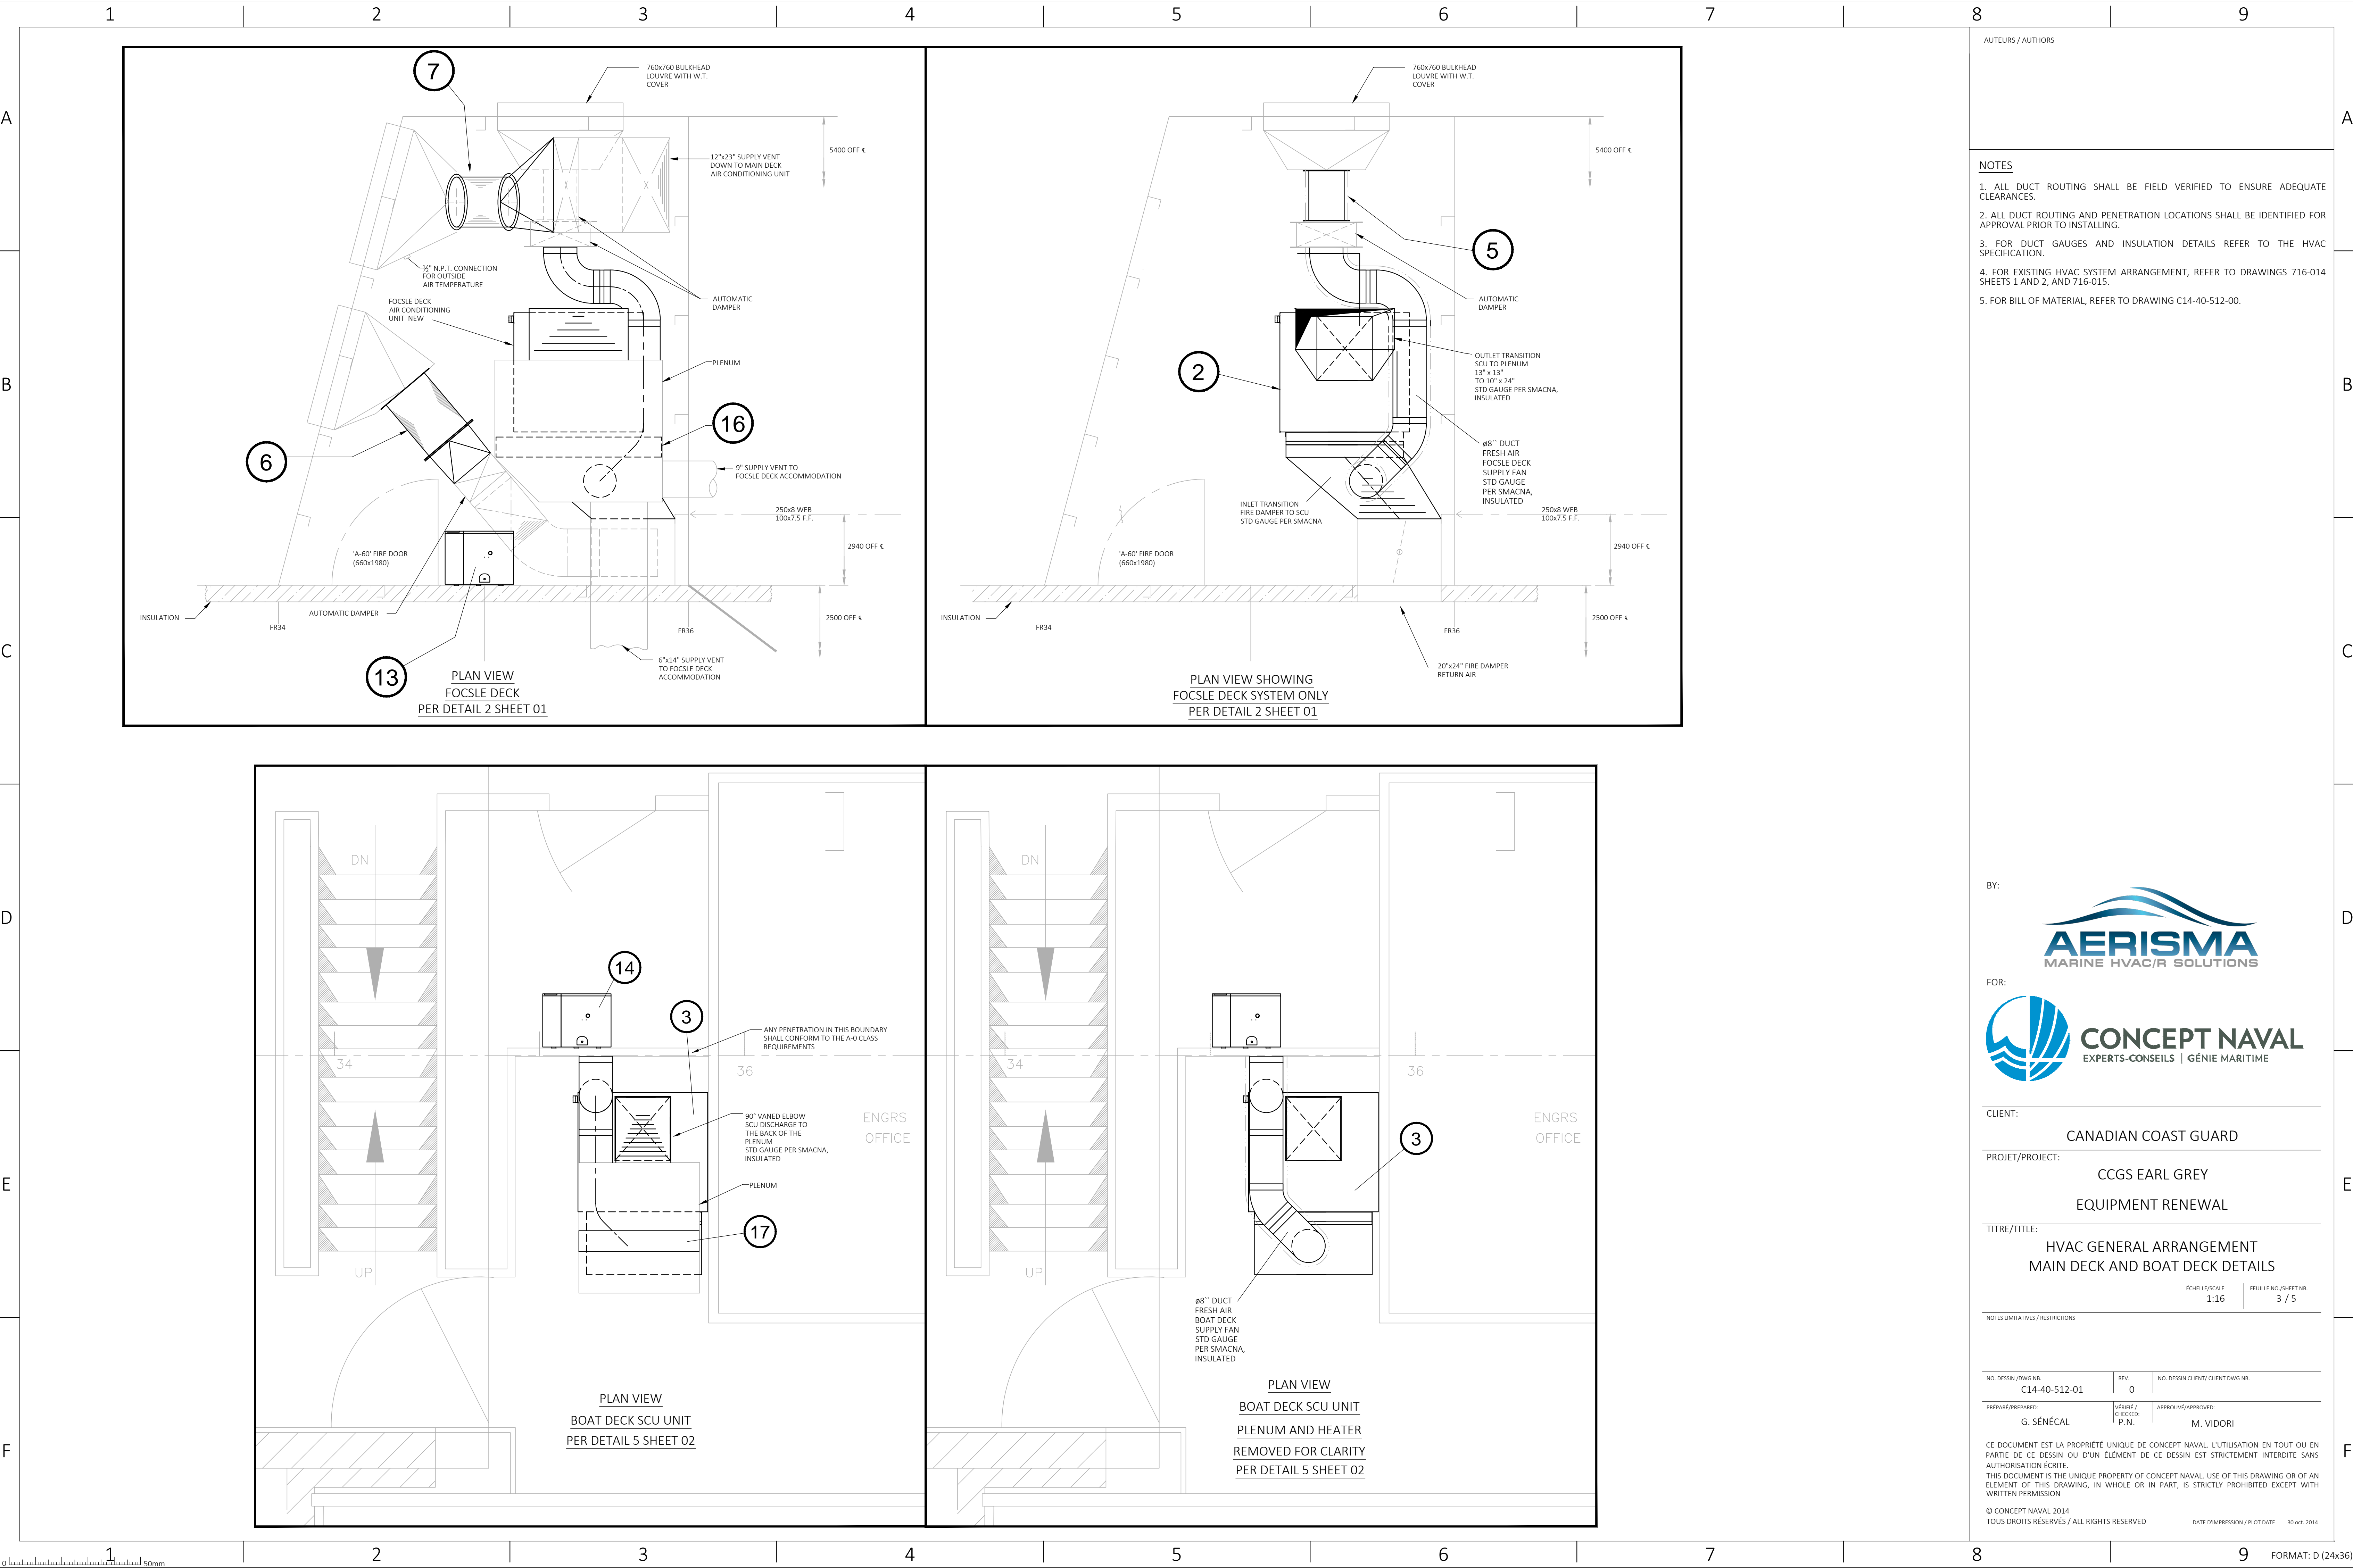 1 2 3 4 5 6 7 8 9
A
B
C
D
E
F
7
760x760 BULKHEAD
LOUVRE WITH W.T.
COVER
12"x23" SUPPLY VENT
DOWN TO MAIN DECK
AIR CONDITIONING UNIT
5400 OFF ℄
½" N.P.T. CONNECTION
FOR OUTSIDE
AIR TEMPERATURE
FOCSLE DECK
AIR CONDITIONING
UNIT NEW
AUTOMATIC
DAMPER
PLENUM
16
6
9" SUPPLY VENT TO
FOCSLE DECK ACCOMMODATION
250x8 WEB
100x7.5 F.F.
'A-60' FIRE DOOR
(660x1980)
2940 OFF ℄
INSULATION
AUTOMATIC DAMPER
FR34
FR36
2500 OFF ℄
13
6"x14" SUPPLY VENT
TO FOCSLE DECK
ACCOMMODATION
PLAN VIEW
FOCSLE DECK
PER DETAIL 2 SHEET 01
760x760 BULKHEAD
LOUVRE WITH W.T.
COVER
5400 OFF ℄
5
AUTOMATIC
DAMPER
2
OUTLET TRANSITION
SCU TO PLENUM
13" x 13"
TO 10" x 24"
STD GAUGE PER SMACNA,
INSULATED
ø8`` DUCT
FRESH AIR
FOCSLE DECK
SUPPLY FAN
STD GAUGE
PER SMACNA,
INSULATED
INLET TRANSITION
FIRE DAMPER TO SCU
STD GAUGE PER SMACNA
250x8 WEB
100x7.5 F.F.
'A-60' FIRE DOOR
(660x1980)
2940 OFF ℄
INSULATION
FR34
FR36
2500 OFF ℄
20"x24" FIRE DAMPER
RETURN AIR
PLAN VIEW SHOWING
FOCSLE DECK SYSTEM ONLY
PER DETAIL 2 SHEET 01
DN
14
3
ANY PENETRATION IN THIS BOUNDARY
SHALL CONFORM TO THE A-0 CLASS
REQUIREMENTS
34
36
90° VANED ELBOW
SCU DISCHARGE TO
THE BACK OF THE
PLENUM
STD GAUGE PER SMACNA,
INSULATED
ENGRS
OFFICE
PLENUM
17
UP
PLAN VIEW
BOAT DECK SCU UNIT
PER DETAIL 5 SHEET 02
DN
34
36
3
ENGRS
OFFICE
UP
ø8`` DUCT
FRESH AIR
BOAT DECK
SUPPLY FAN
STD GAUGE
PER SMACNA,
INSULATED
PLAN VIEW
BOAT DECK SCU UNIT
PLENUM AND HEATER
REMOVED FOR CLARITY
PER DETAIL 5 SHEET 02
AUTEURS / AUTHORS
NOTES
1. ALL DUCT ROUTING SHALL BE FIELD VERIFIED TO ENSURE ADEQUATE
CLEARANCES.
2. ALL DUCT ROUTING AND PENETRATION LOCATIONS SHALL BE IDENTIFIED FOR
APPROVAL PRIOR TO INSTALLING.
3. FOR DUCT GAUGES AND INSULATION DETAILS REFER TO THE HVAC
SPECIFICATION.
4. FOR EXISTING HVAC SYSTEM ARRANGEMENT, REFER TO DRAWINGS 716-014
SHEETS 1 AND 2, AND 716-015.
5. FOR BILL OF MATERIAL, REFER TO DRAWING C14-40-512-00.
BY:
AERISMA
MARINE HVAC/R SOLUTIONS
FOR:
CONCEPT NAVAL
EXPERTS-CONSEILS | GÉNIE MARITIME
CLIENT:
CANADIAN COAST GUARD
PROJET/PROJECT:
CCGS EARL GREY
EQUIPMENT RENEWAL
TITRE/TITLE:
HVAC GENERAL ARRANGEMENT
MAIN DECK AND BOAT DECK DETAILS
ÉCHELLE/SCALE
1:16
FEUILLE NO./SHEET NB.
3 / 5
NOTES LIMITATIVES / RESTRICTIONS
NO. DESSIN /DWG NB.
C14-40-512-01
REV.
0
NO. DESSIN CLIENT/ CLIENT DWG NB.
PRÉPARÉ/PREPARED:
G. SÉNÉCAL
VÉRIFIÉ /
CHECKED:
P.N.
APPROUVÉ/APPROVED:
M. VIDORI
CE DOCUMENT EST LA PROPRIÉTÉ UNIQUE DE CONCEPT NAVAL. L'UTILISATION EN TOUT OU EN
PARTIE DE CE DESSIN OU D'UN ÉLÉMENT DE CE DESSIN EST STRICTEMENT INTERDITE SANS
AUTHORISATION ÉCRITE.
THIS DOCUMENT IS THE UNIQUE PROPERTY OF CONCEPT NAVAL. USE OF THIS DRAWING OR OF AN
ELEMENT OF THIS DRAWING, IN WHOLE OR IN PART, IS STRICTLY PROHIBITED EXCEPT WITH
WRITTEN PERMISSION
© CONCEPT NAVAL 2014
TOUS DROITS RÉSERVÉS / ALL RIGHTS RESERVED
DATE D'IMPRESSION / PLOT DATE 30 oct. 2014
A
B
C
D
E
F
1 2 3 4 5 6 7 8 9
FORMAT: D (24x36)
0 50mm